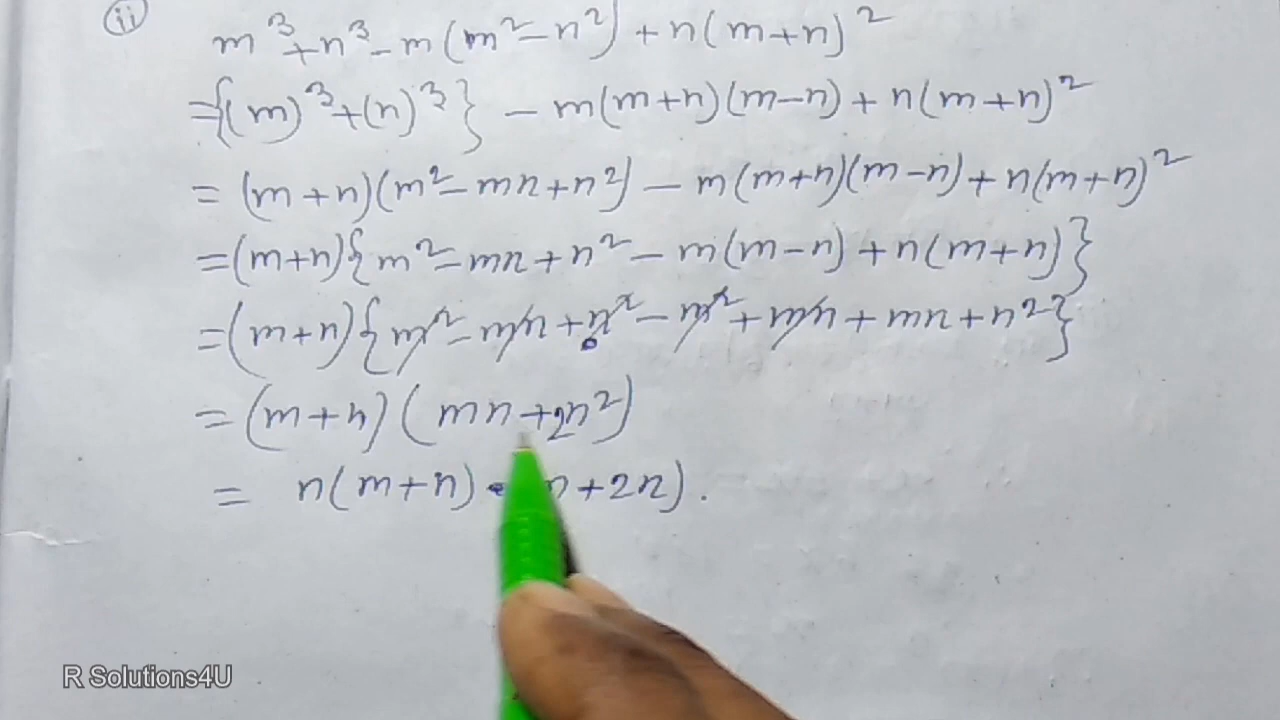 (ii)
m³+n³-m(m²-n²)+n(m+n)²
={(m)³+(n)³}-m(m+n)(m-n)+n(m+n)²
=(m+n)(m²-mn+n²)-m(m+n)(m-n)+n(m+n)²
=(m+n){m²-mn+n²-m(m-n)+n(m+n)}
=(m+n){m²-mn+n²-m²+mn+mn+n²}
=(m+n)(mn+2n²)
= n(m+n) +2n).
R Solutions4U